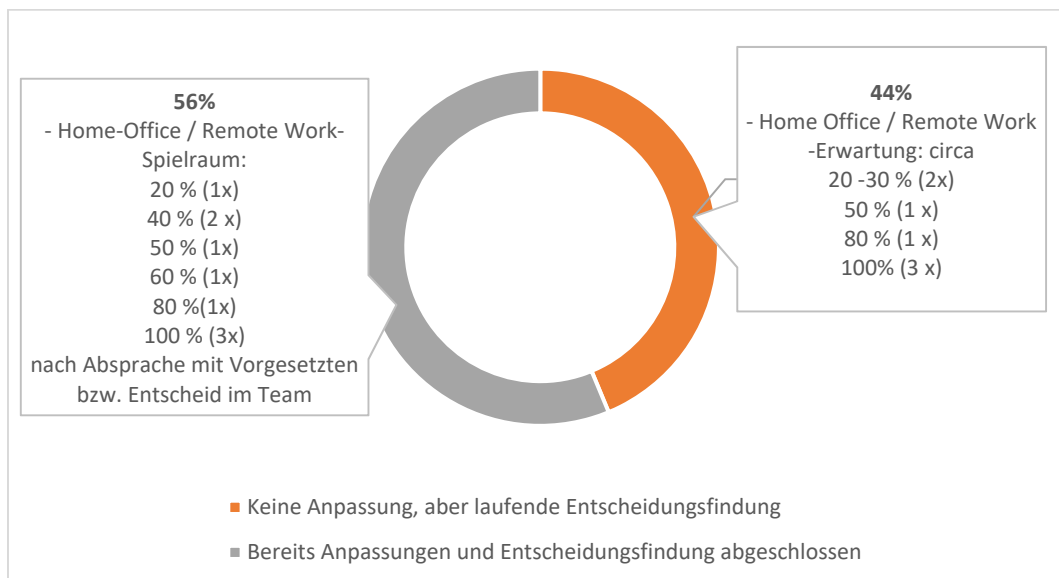 56%
- Home-Office / Remote Work-
Spielraum:
20 % (1x)
40 % (2 x)
50 % (1x)
60 % (1x)
80 %(1x)
100 % (3x)
nach Absprache mit Vorgesetzten
bzw. Entscheid im Team
44%
- Home Office / Remote Work
-Erwartung: circa
20 -30 % (2x)
50 % (1 x)
80 % (1 x)
100% (3 x)
Keine Anpassung, aber laufende Entscheidungsfindung
Bereits Anpassungen und Entscheidungsfindung abgeschlossen